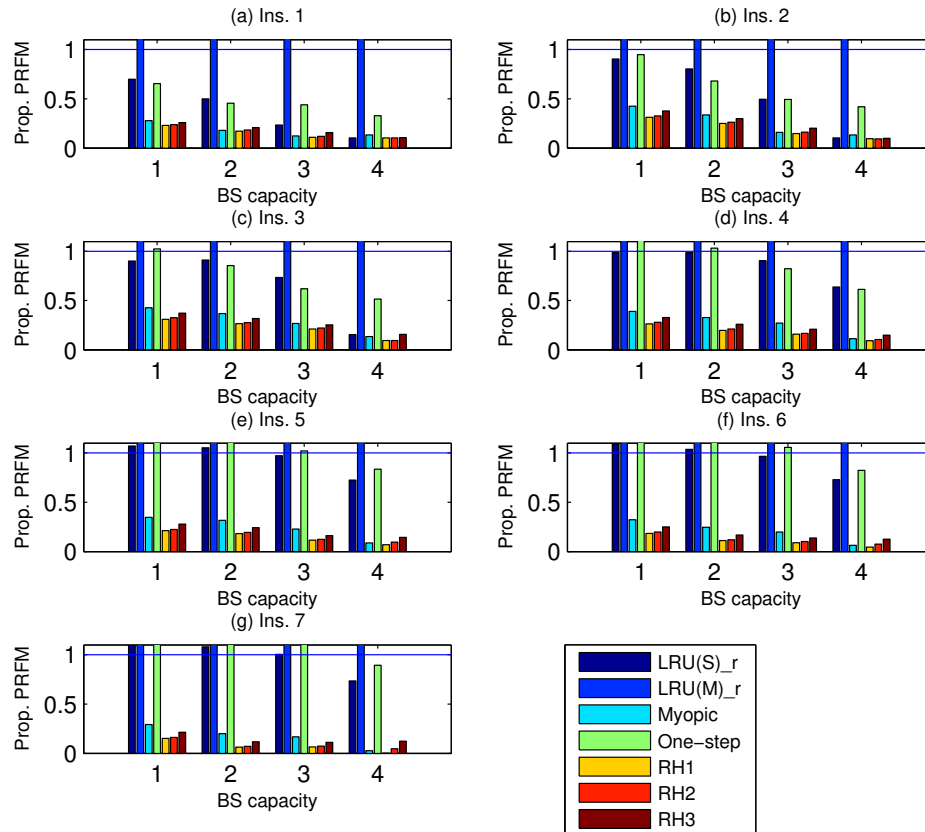 (a) Ins. 1
Prop. PRFM
1
0.5
0
1 2 3 4
BS capacity
(b) Ins. 2
Prop. PRFM
1
0.5
0
1 2 3 4
BS capacity
(c) Ins. 3
Prop. PRFM
1
0.5
0
1 2 3 4
BS capacity
(d) Ins. 4
Prop. PRFM
1
0.5
0
1 2 3 4
BS capacity
(e) Ins. 5
Prop. PRFM
1
0.5
0
1 2 3 4
BS capacity
(f) Ins. 6
Prop. PRFM
1
0.5
0
1 2 3 4
BS capacity
(g) Ins. 7
Prop. PRFM
1
0.5
0
1 2 3 4
BS capacity
LRU(S)_r
LRU(M)_r
Myopic
One−step
RH1
RH2
RH3